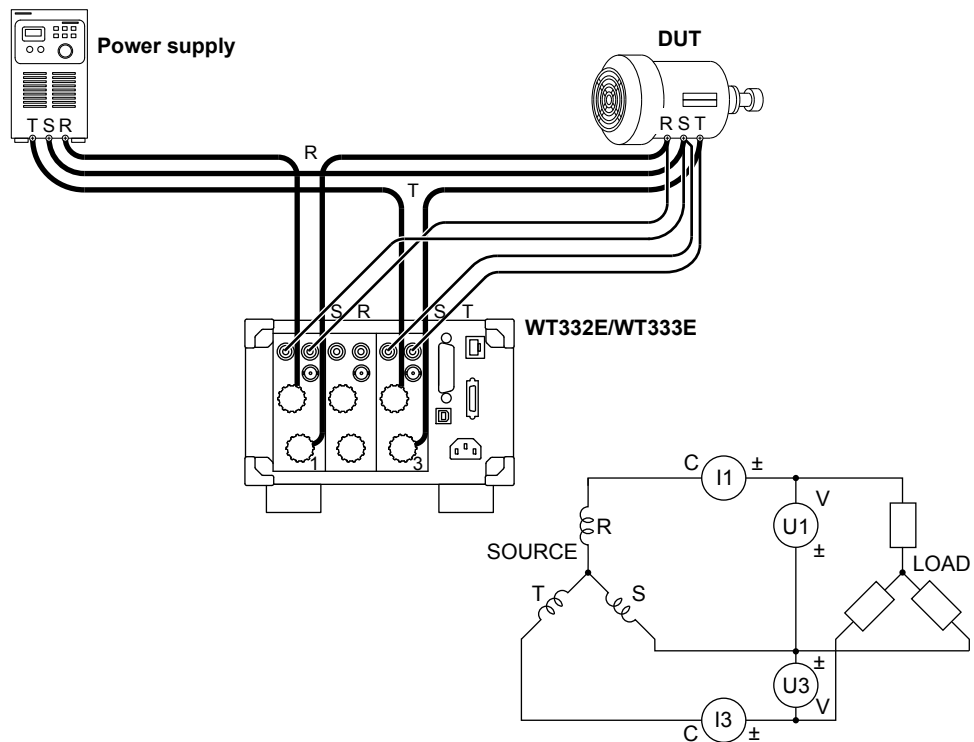 Power supply
DUT
T S R
R S T
R
T
S R S T
WT332E/WT333E
1 3
C I1 ±
V
R
U1
SOURCE
±
LOAD
T S
±
U3
V
C I3 ±